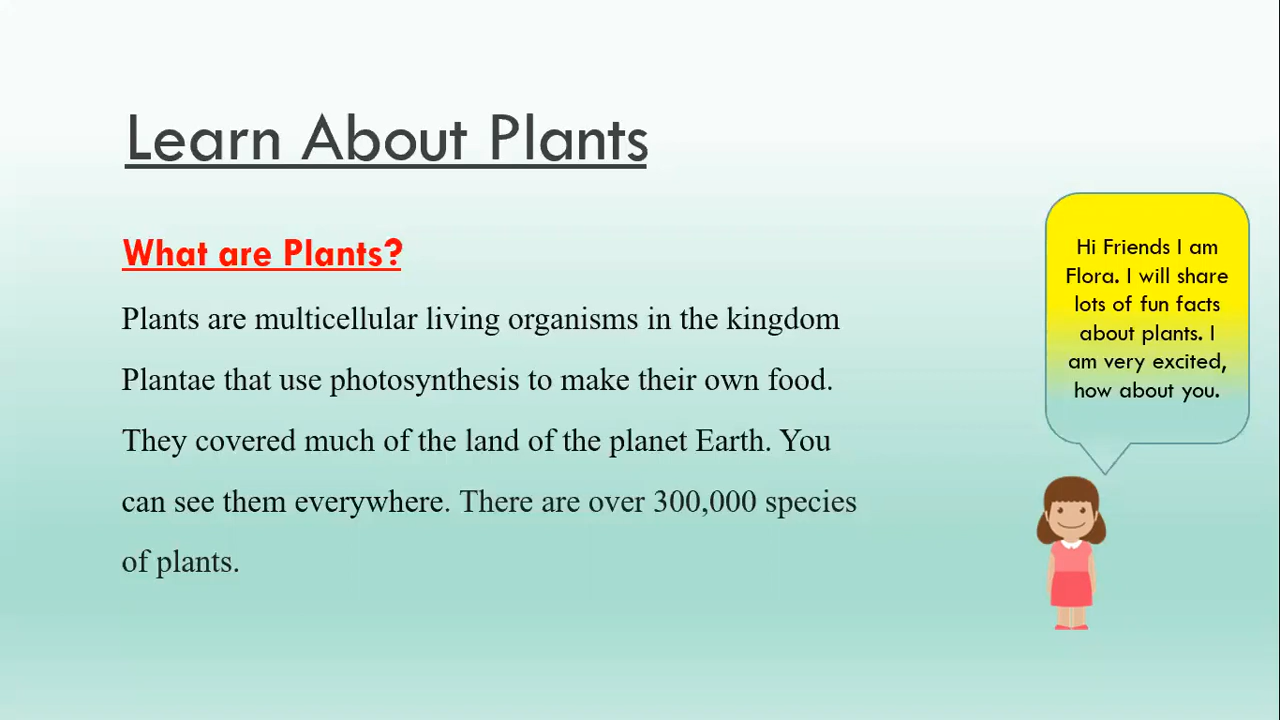 Learn About Plants
What are Plants?
Plants are multicellular living organisms in the kingdom
Plantae that use photosynthesis to make their own food.
They covered much of the land of the planet Earth. You
can see them everywhere. There are over 300,000 species
of plants.
Hi Friends I am
Flora. I will share
lots of fun facts
about plants. I
am very excited,
how about you.